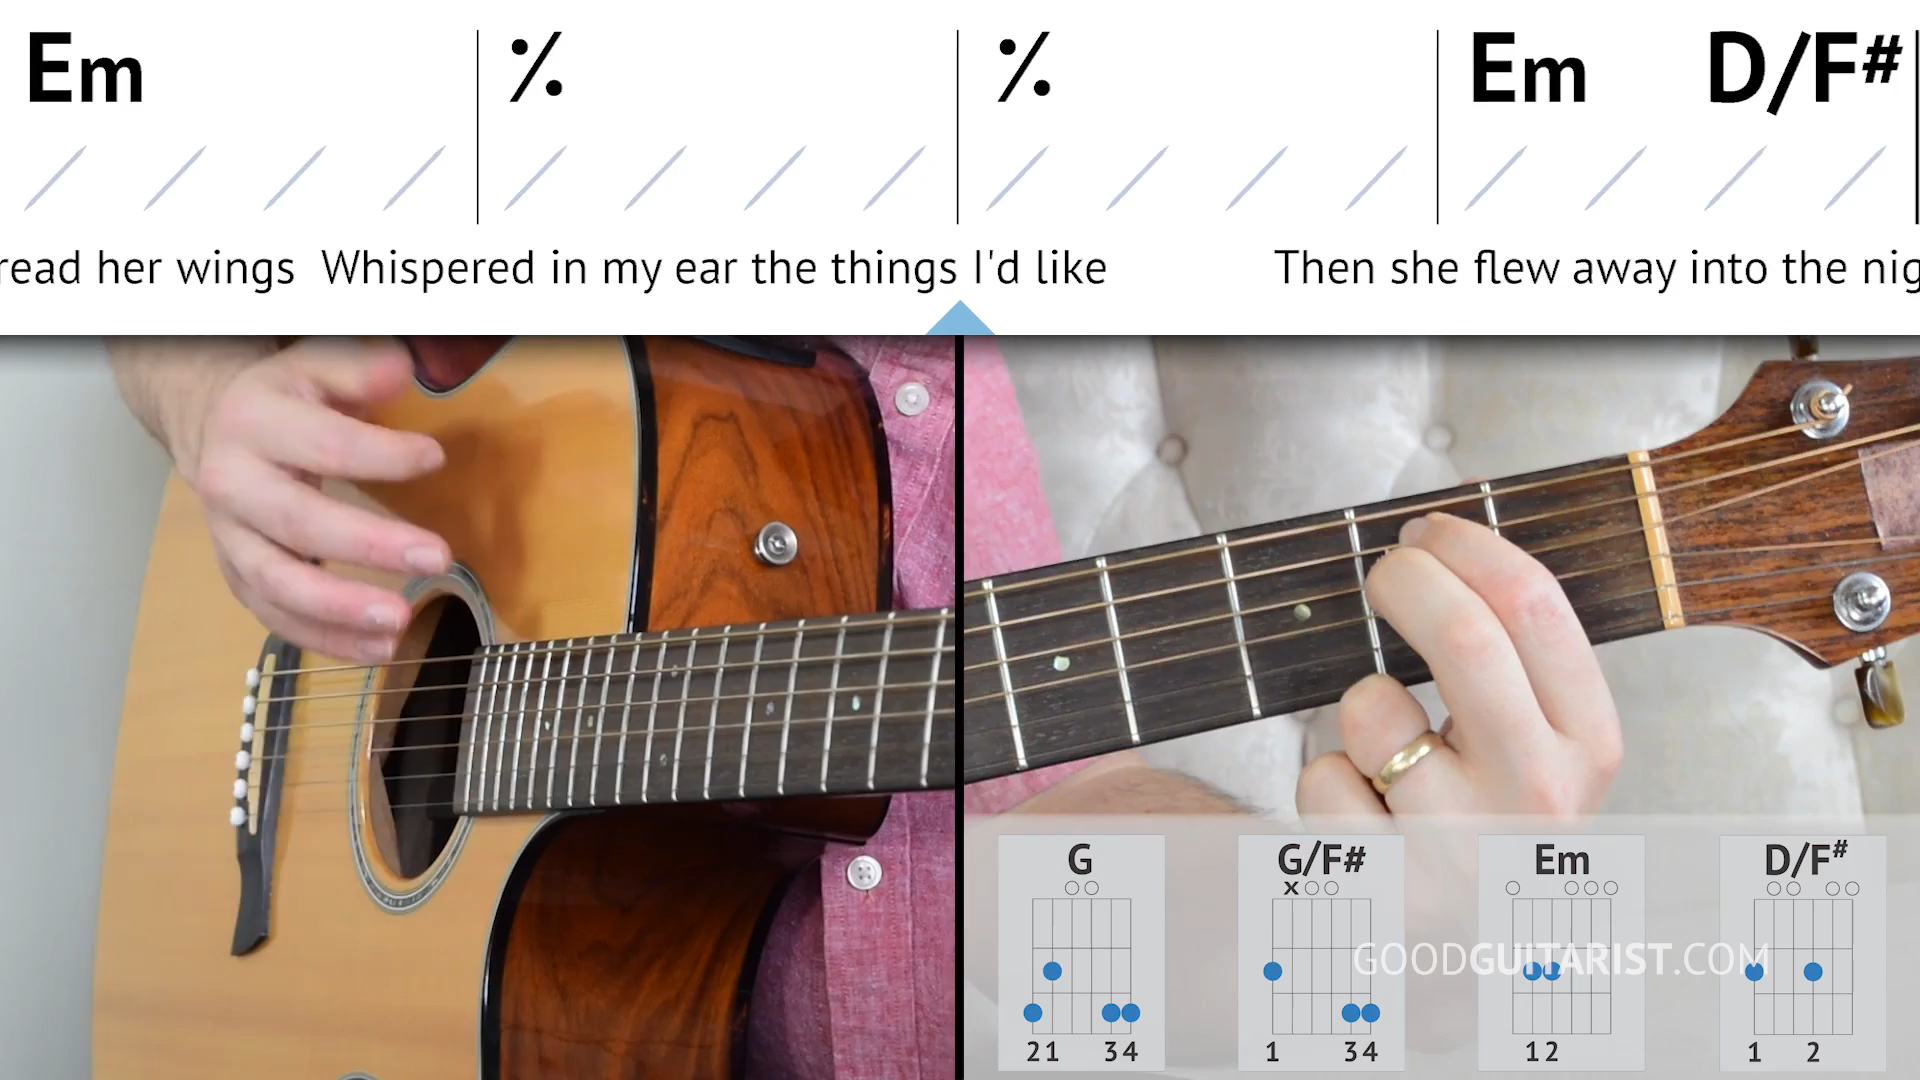 Em % % Em D/F#
read her wings Whispered in my ear the things I'd like Then she flew away into the nig
G G/F# Em D/F#
x
GOODGUITARIST.COM
21 34 1 34 12 1 2